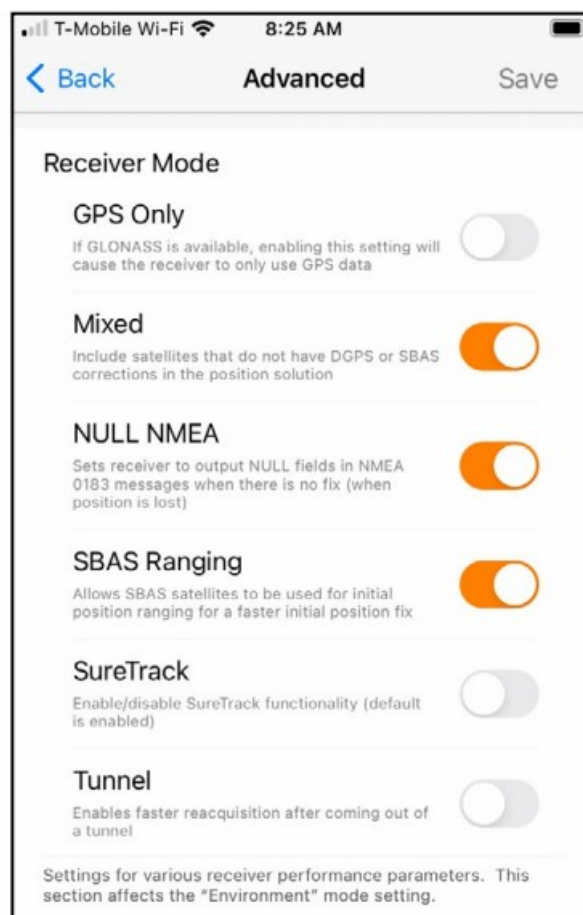 T-Mobile Wi-Fi 8:25 AM
Back Advanced Save
Receiver Mode
GPS Only
If GLONASS is available, enabling this setting will
cause the receiver to only use GPS data
Mixed
Include satellites that do not have DGPS or SBAS
corrections in the position solution
NULL NMEA
Sets receiver to output NULL fields in NMEA
0183 messages when there is no fix (when
position is lost)
SBAS Ranging
Allows SBAS satellites to be used for initial
position ranging for a faster initial position fix
SureTrack
Enable/disable SureTrack functionality (default
is enabled)
Tunnel
Enables faster reacquisition after coming out of
a tunnel
Settings for various receiver performance parameters. This
section affects the "Environment" mode setting.